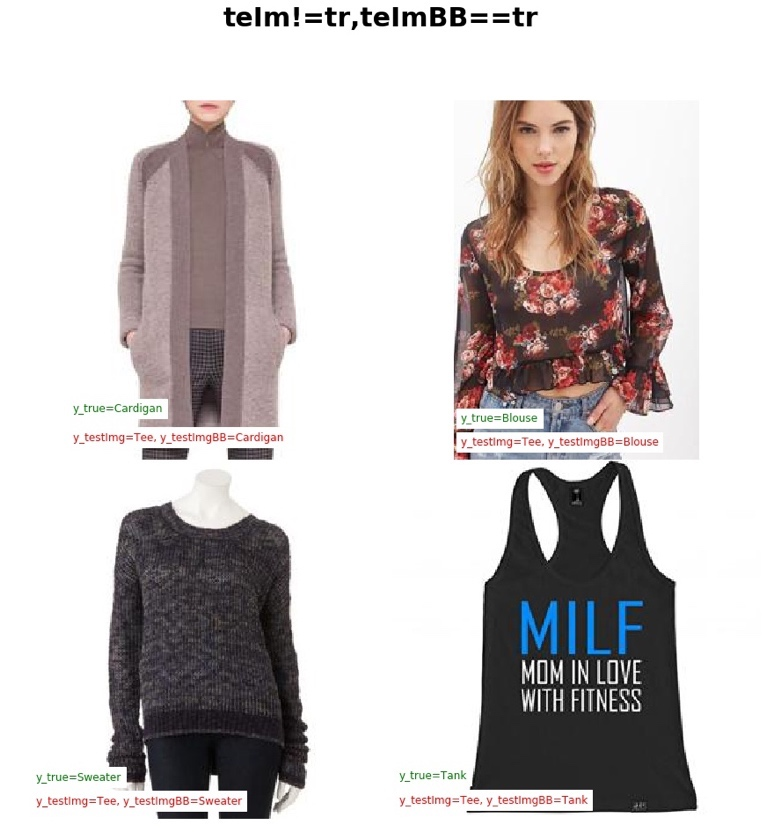 teIm!=tr,teImBB==tr
y_true=Cardigan
y_testImg=Tee, y_testImgBB=Cardigan
y_true=Blouse
y_testImg=Tee, y_testImgBB=Blouse
MILF
MOM IN LOVE
WITH FITNESS
y_true=Sweater
y_testImg=Tee, y_testImgBB=Sweater
y_true=Tank
y_testImg=Tee, y_testImgBB=Tank